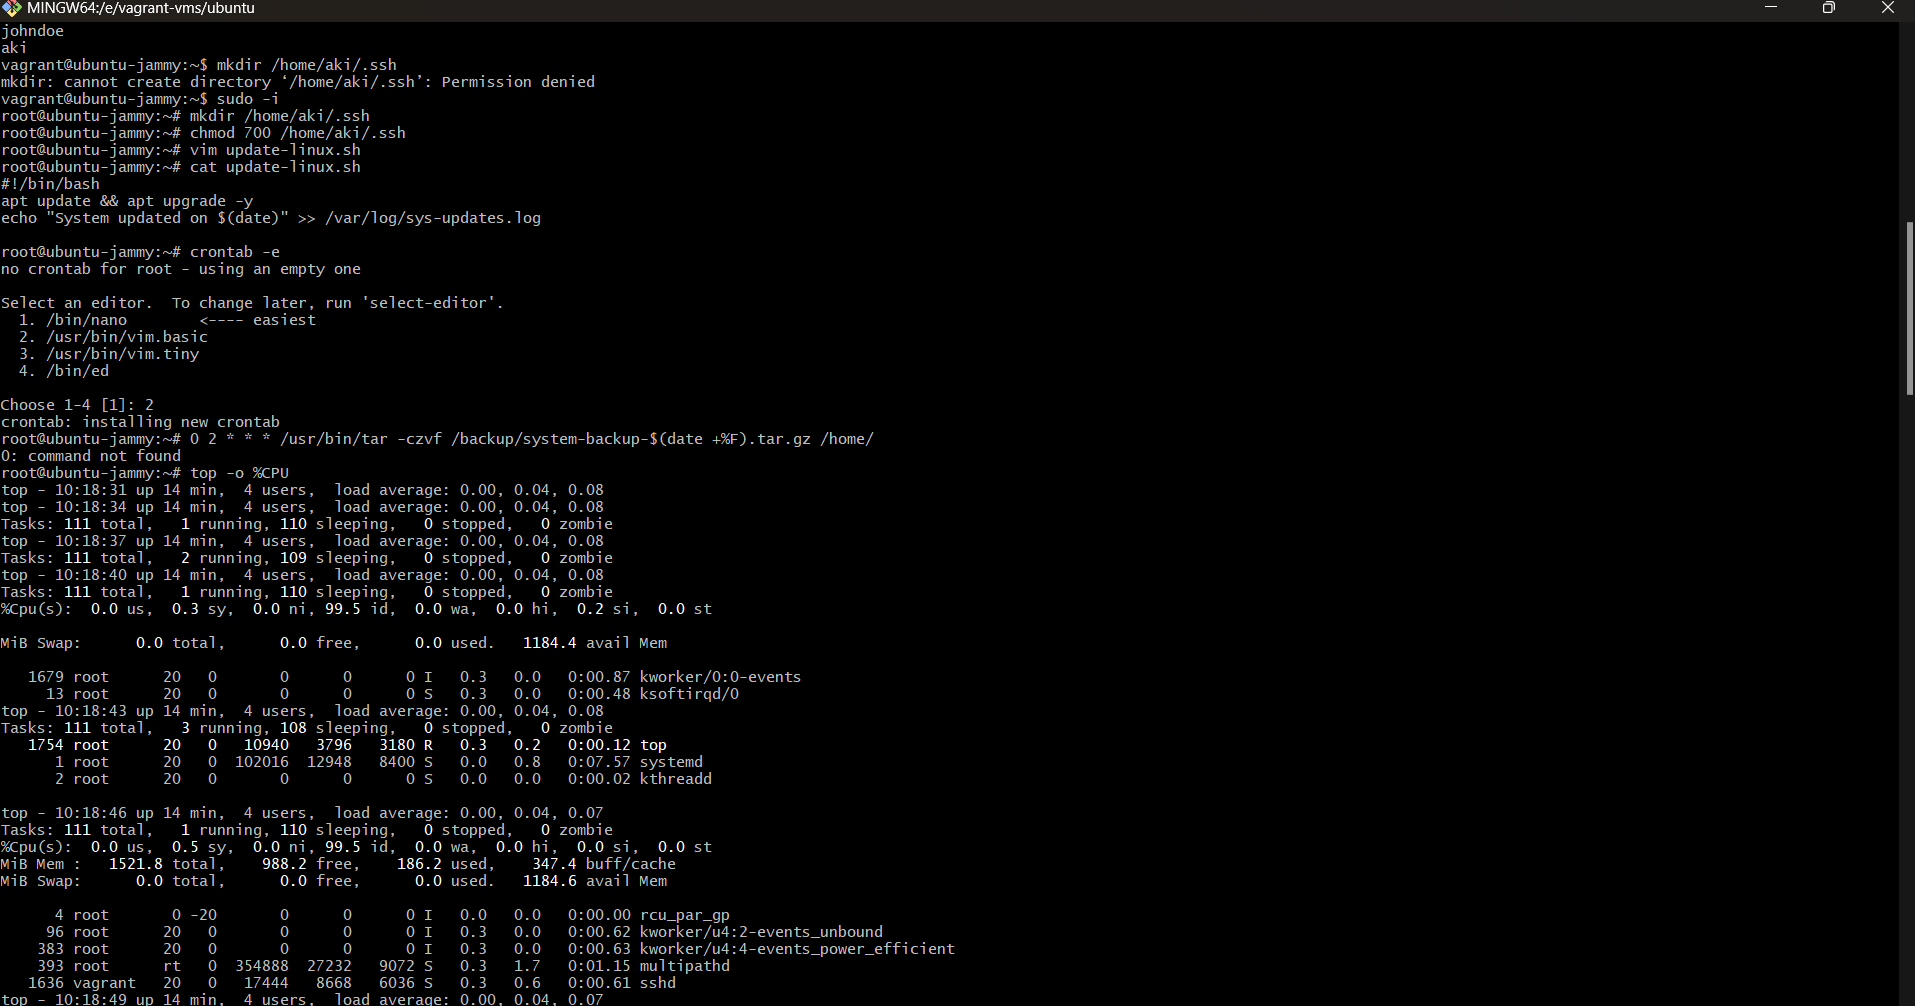 MINGW64:/e/vagrant-vms/ubuntu
johndoe
aki
vagrant@ubuntu-jammy:~$ mkdir /home/aki/.ssh
mkdir: cannot create directory ‘/home/aki/.ssh’: Permission denied
vagrant@ubuntu-jammy:~$ sudo -i
root@ubuntu-jammy:~# mkdir /home/aki/.ssh
root@ubuntu-jammy:~# chmod 700 /home/aki/.ssh
root@ubuntu-jammy:~# vim update-linux.sh
root@ubuntu-jammy:~# cat update-linux.sh
#!/bin/bash
apt update && apt upgrade -y
echo "System updated on $(date)" >> /var/log/sys-updates.log
root@ubuntu-jammy:~# crontab -e
no crontab for root - using an empty one
Select an editor.  To change later, run 'select-editor'.
  1. /bin/nano        <---- easiest
  2. /usr/bin/vim.basic
  3. /usr/bin/vim.tiny
  4. /bin/ed
Choose 1-4 [1]: 2
crontab: installing new crontab
root@ubuntu-jammy:~# 0 2 * * * /usr/bin/tar -czvf /backup/system-backup-$(date +%F).tar.gz /home/
0: command not found
root@ubuntu-jammy:~# top -o %CPU
top - 10:18:31 up 14 min,  4 users,  load average: 0.00, 0.04, 0.08
top - 10:18:34 up 14 min,  4 users,  load average: 0.00, 0.04, 0.08
Tasks: 111 total,   1 running, 110 sleeping,   0 stopped,   0 zombie
top - 10:18:37 up 14 min,  4 users,  load average: 0.00, 0.04, 0.08
Tasks: 111 total,   2 running, 109 sleeping,   0 stopped,   0 zombie
top - 10:18:40 up 14 min,  4 users,  load average: 0.00, 0.04, 0.08
Tasks: 111 total,   1 running, 110 sleeping,   0 stopped,   0 zombie
%Cpu(s):  0.0 us,  0.3 sy,  0.0 ni, 99.5 id,  0.0 wa,  0.0 hi,  0.2 si,  0.0 st
MiB Swap:      0.0 total,      0.0 free,      0.0 used.   1184.4 avail Mem
   1679 root      20   0       0      0      0 I   0.3   0.0   0:00.87 kworker/0:0-events
     13 root      20   0       0      0      0 S   0.3   0.0   0:00.48 ksoftirqd/0
top - 10:18:43 up 14 min,  4 users,  load average: 0.00, 0.04, 0.08
Tasks: 111 total,   3 running, 108 sleeping,   0 stopped,   0 zombie
   1754 root      20   0   10940   3796   3180 R   0.3   0.2   0:00.12 top
      1 root      20   0  102016  12948   8400 S   0.0   0.8   0:07.57 systemd
      2 root      20   0       0      0      0 S   0.0   0.0   0:00.02 kthreadd
top - 10:18:46 up 14 min,  4 users,  load average: 0.00, 0.04, 0.07
Tasks: 111 total,   1 running, 110 sleeping,   0 stopped,   0 zombie
%Cpu(s):  0.0 us,  0.5 sy,  0.0 ni, 99.5 id,  0.0 wa,  0.0 hi,  0.0 si,  0.0 st
MiB Mem :   1521.8 total,    988.2 free,    186.2 used,    347.4 buff/cache
MiB Swap:      0.0 total,      0.0 free,      0.0 used.   1184.6 avail Mem
      4 root       0 -20       0      0      0 I   0.0   0.0   0:00.00 rcu_par_gp
     96 root      20   0       0      0      0 I   0.3   0.0   0:00.62 kworker/u4:2-events_unbound
    383 root      20   0       0      0      0 I   0.3   0.0   0:00.63 kworker/u4:4-events_power_efficient
    393 root      rt   0  354888  27232   9072 S   0.3   1.7   0:01.15 multipathd
   1636 vagrant   20   0   17444   8668   6036 S   0.3   0.6   0:00.61 sshd
top - 10:18:49 up 14 min,  4 users,  load average: 0.00, 0.04, 0.07